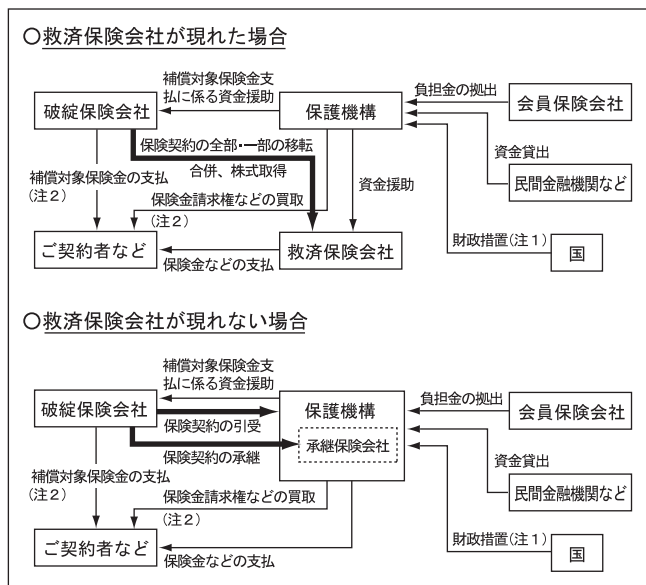 ○救済保険会社が現れた場合
補償対象保険金支
払に係る資金援助
負担金の拠出
破綻保険会社
保護機構
会員保険会社
保険契約の全部・一部の移転
資金貸出
合併、株式取得
補償対象保険金の支払
(注2)
保険金請求権などの買取
(注2)
資金援助
民間金融機関など
ご契約者など
救済保険会社
財政措置(注1)
国
保険金などの支払
○救済保険会社が現れない場合
補償対象保険金支
払に係る資金援助
負担金の拠出
破綻保険会社
保護機構
会員保険会社
保険契約の引受
承継保険会社
保険契約の承継
資金貸出
補償対象保険金の支払
(注2)
保険金請求権などの買取
(注2)
民間金融機関など
ご契約者など
財政措置(注1)
国
保険金などの支払